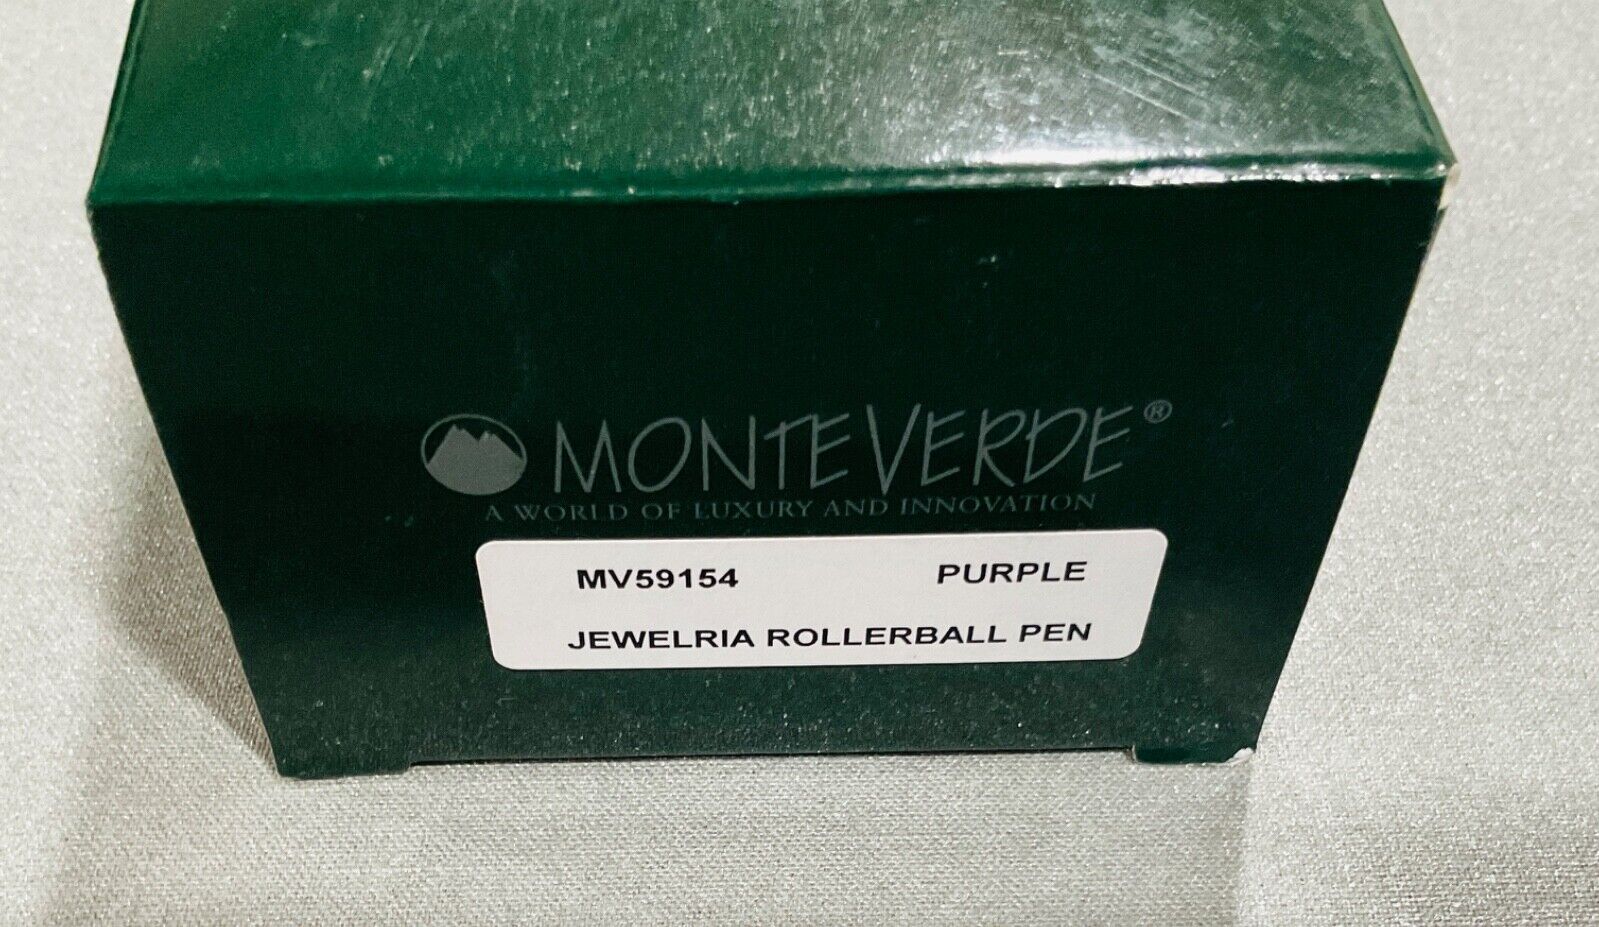 MONTEVERDE®
A WORLD OF LUXURY AND INNOVATION
MV59154 PURPLE
JEWELRIA ROLLERBALL PEN